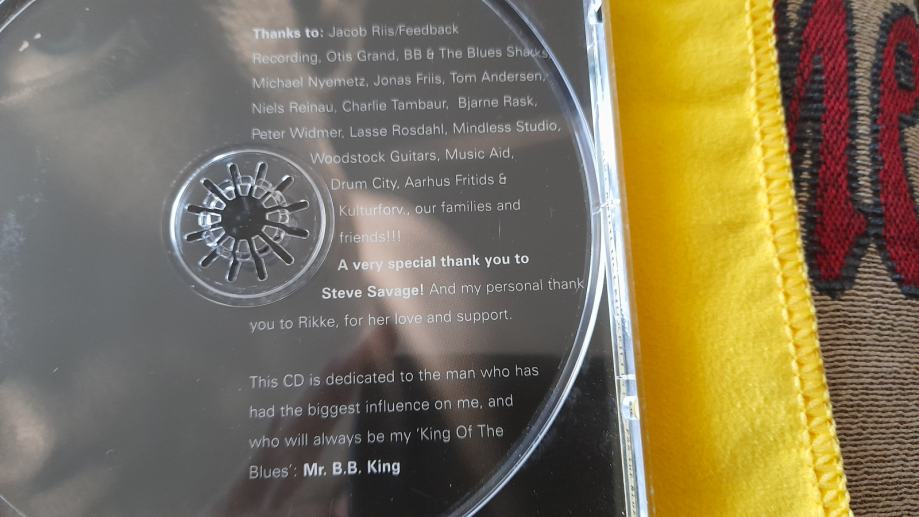 Thanks to: Jacob Riis/Feedback
Recording, Otis Grand, BB & The Blues Shacks
Michael Nyemetz, Jonas Friis, Tom Andersen,
Niels Reinau, Charlie Tambaur, Bjarne Rask,
Peter Widmer, Lasse Rosdahl, Mindless Studio,
Woodstock Guitars, Music Aid,
Drum City, Aarhus Fritids &
Kulturforv., our families and
friends!!!
A very special thank you to
Steve Savage! And my personal thank
you to Rikke, for her love and support.
This CD is dedicated to the man who has
had the biggest influence on me, and
who will always be my 'King Of The
Blues': Mr. B.B. King